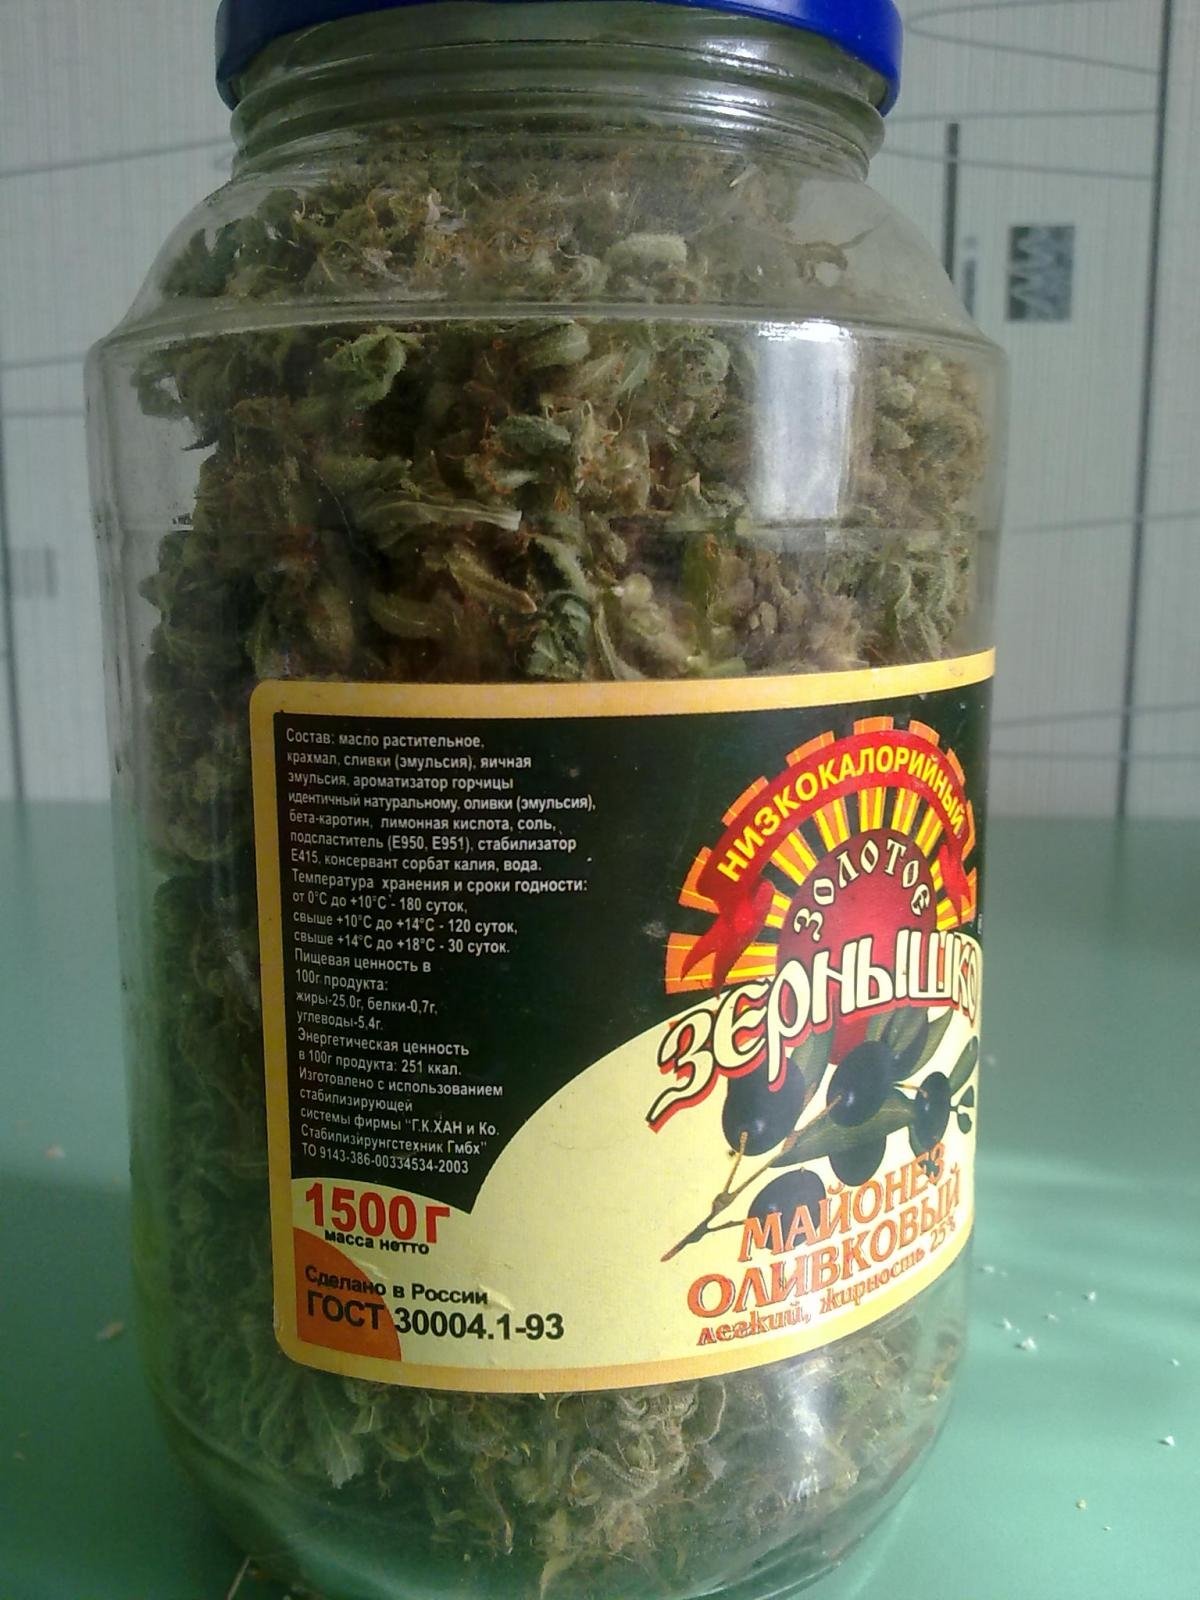 Состав: масло растительное,
крахмал, сливки (эмульсия), яичная
эмульсия, ароматизатор горчицы
идентичный натуральному, оливки (эмульсия),
бета-каротин, лимонная кислота, соль,
подсластитель (Е950, Е951), стабилизатор
Е415, консервант сорбат калия, вода.
Температура хранения и сроки годности:
от 0°С до +10°С - 180 суток,
свыше +10°С до +14°С - 120 суток,
свыше +14°С до +18°С - 30 суток.
Пищевая ценность в
100г продукта:
жиры-25,0г, белки-0,7г,
углеводы-5,4г.
Энергетическая ценность
в 100г продукта: 251 ккал.
Изготовлено с использованием
стабилизирующей
системы фирмы "Г.К.ХАН и Ко.
Стабилизирунгстехник Гмбх"
ТО 9143-386-00334534-2003
1500 г
масса нетто
Сделано в России
ГОСТ 30004.1-93
НИЗКОКАЛОРИЙНЫЙ
ЗОЛОТОЕ
ЗЕРНЫШКО
МАЙОНЕЗ
ОЛИВКОВЫЙ
легкий, жирность 25%